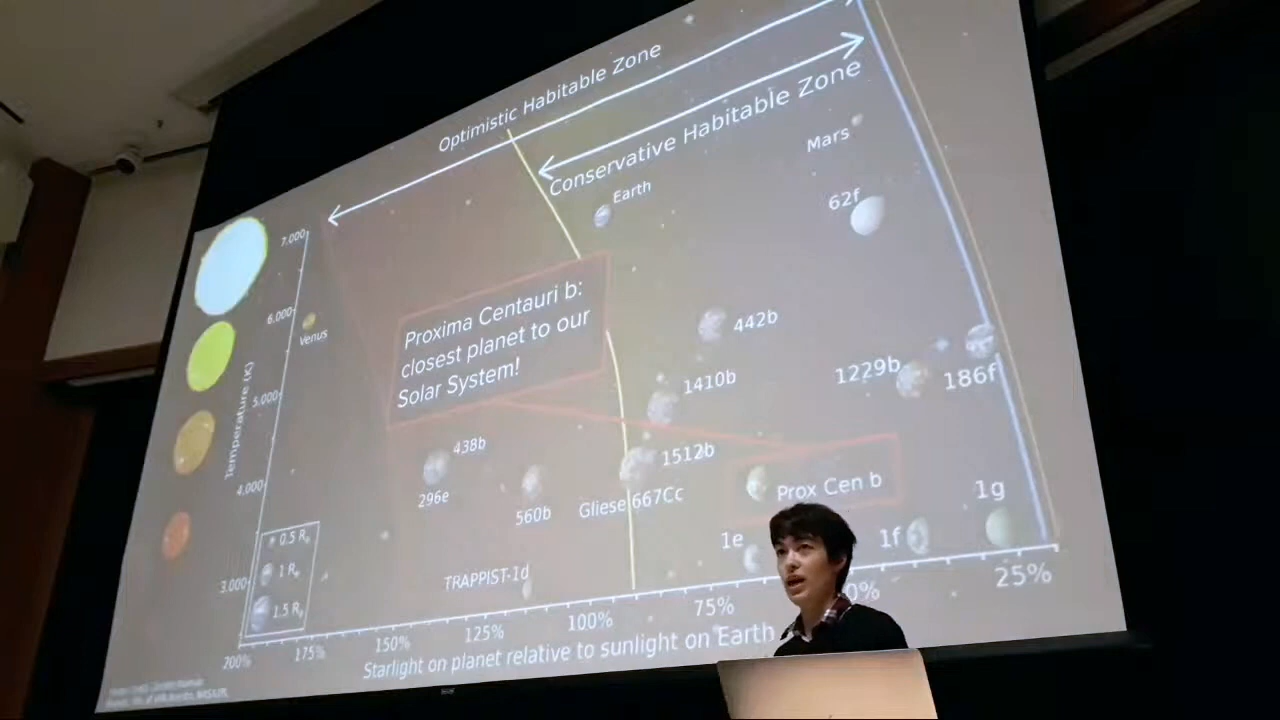 Optimistic Habitable Zone
Conservative Habitable Zone
Earth
Mars
62f
7.000
6.000
Venus
Proxima Centauri b:
closest planet to our
Solar System!
442b
1229b
186f
1410b
5.000
Temperature (K)
438b
1512b
296e
560b
Gliese 667Cc
Prox Cen b
4.000
1g
0.5 R
1 R
1.5 R
1e
1f
TRAPPIST-1d
3.000
200%
175%
150%
125%
100%
75%
25%
Starlight on planet relative to sunlight on Earth